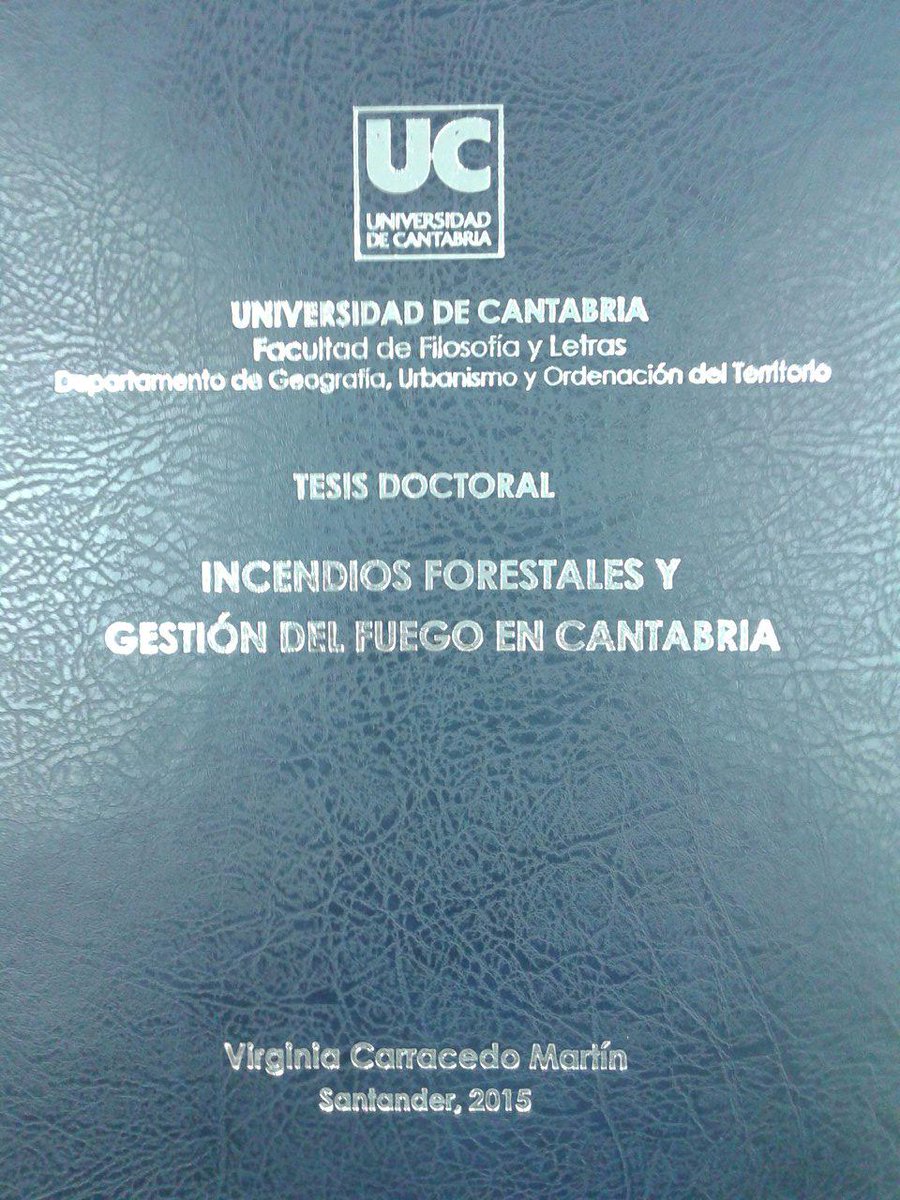 UC
UNIVERSIDAD
DE CANTABRIA
UNIVERSIDAD DE CANTABRIA
Facultad de Filosofía y Letras
Departamento de Geografía, Urbanismo y Ordenación del Territorio
TESIS DOCTORAL
INCENDIOS FORESTALES Y
GESTIÓN DEL FUEGO EN CANTABRIA
Virginia Carracedo Martín
Santander, 2015